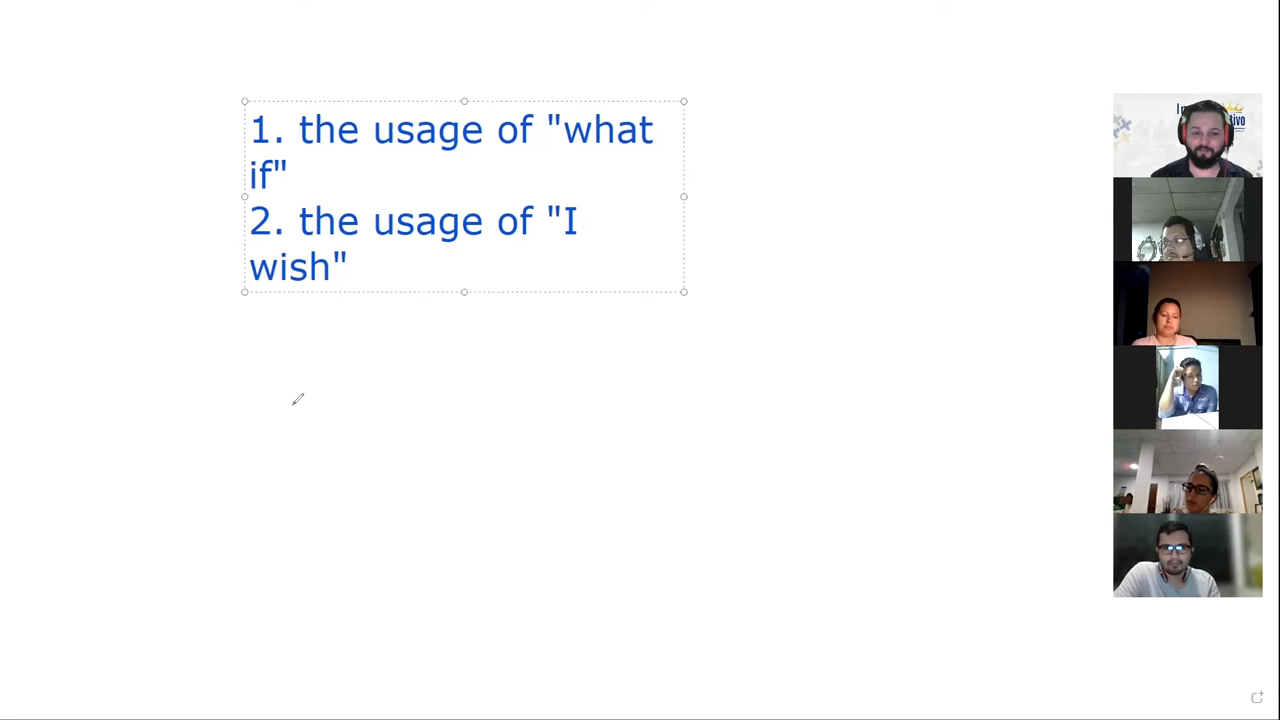 1. the usage of "what
if"
2. the usage of "I
wish"